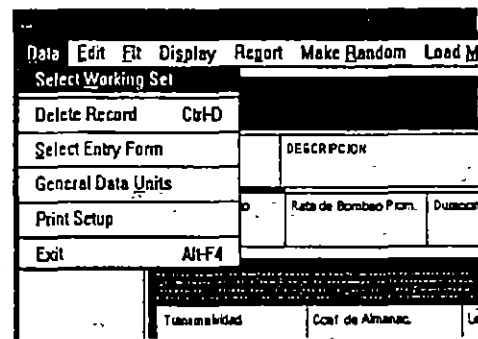 Data Edit Fit Display Report Make Random Load M
Select Working Set
Delete Record Ctrl-D
Select Entry Form
DESCRIPCION
General Data Units
Rata de Bombeo Prom.
Print Setup
Exit Alt-F4
Transmisividad Coef de Almanac.